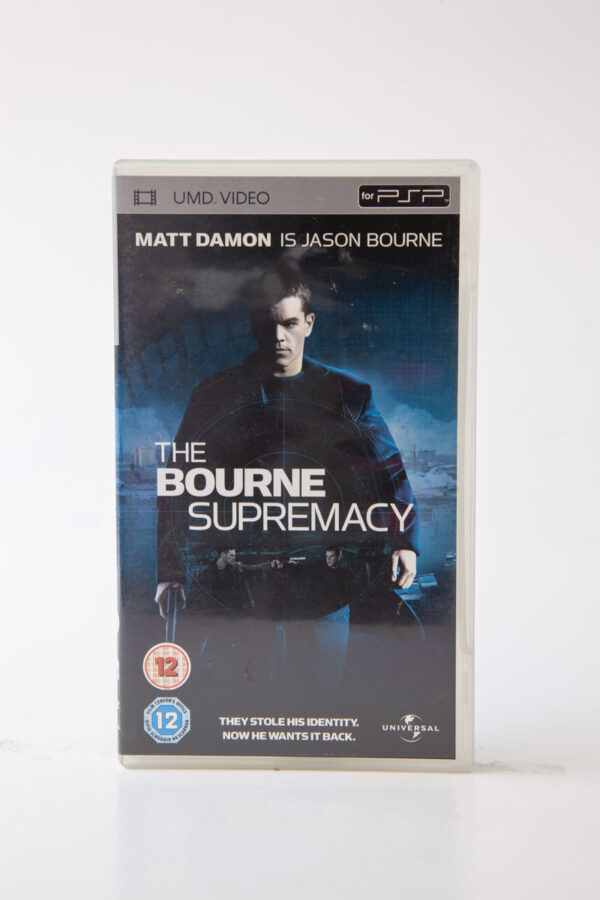 UMD. VIDEO
for PSP™
MATT DAMON IS JASON BOURNE
THE
BOURNE
SUPREMACY
12
12
THEY STOLE HIS IDENTITY.
NOW HE WANTS IT BACK.
UNIVERSAL